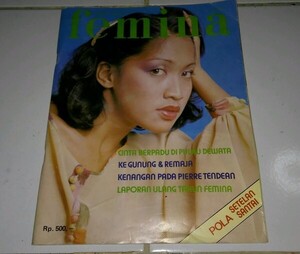 femina
CINTA BERPADU DI PULAU DEWATA
KE GUNUNG & REMAJA
KENANGAN PADA PIERRE TENDEAN
LAPORAN ULANG TAHUN FEMINA
POLA SETELAN SANTAI
Rp. 500,-